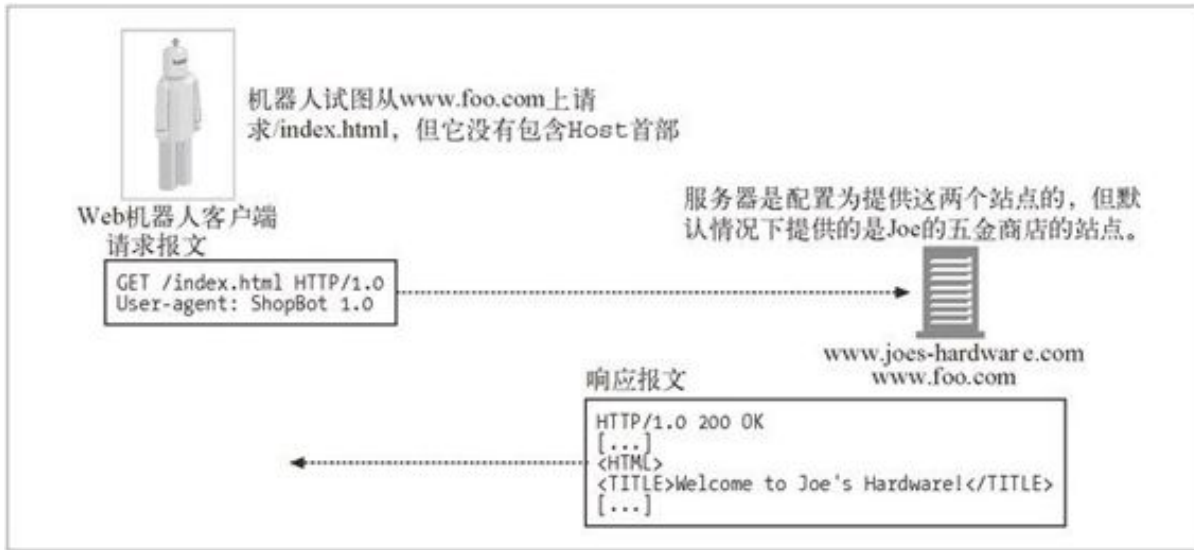 机器人试图从www.foo.com上请
求/index.html，但它没有包含Host首部
Web机器人客户端
请求报文
GET /index.html HTTP/1.0
User-agent: ShopBot 1.0
服务器是配置为提供这两个站点的，但默
认情况下提供的是Joe的五金商店的站点。
www.joes-hardwar e.com
www.foo.com
响应报文
HTTP/1.0 200 OK
[...]
<HTML>
<TITLE>Welcome to Joe's Hardware!</TITLE>
[...]